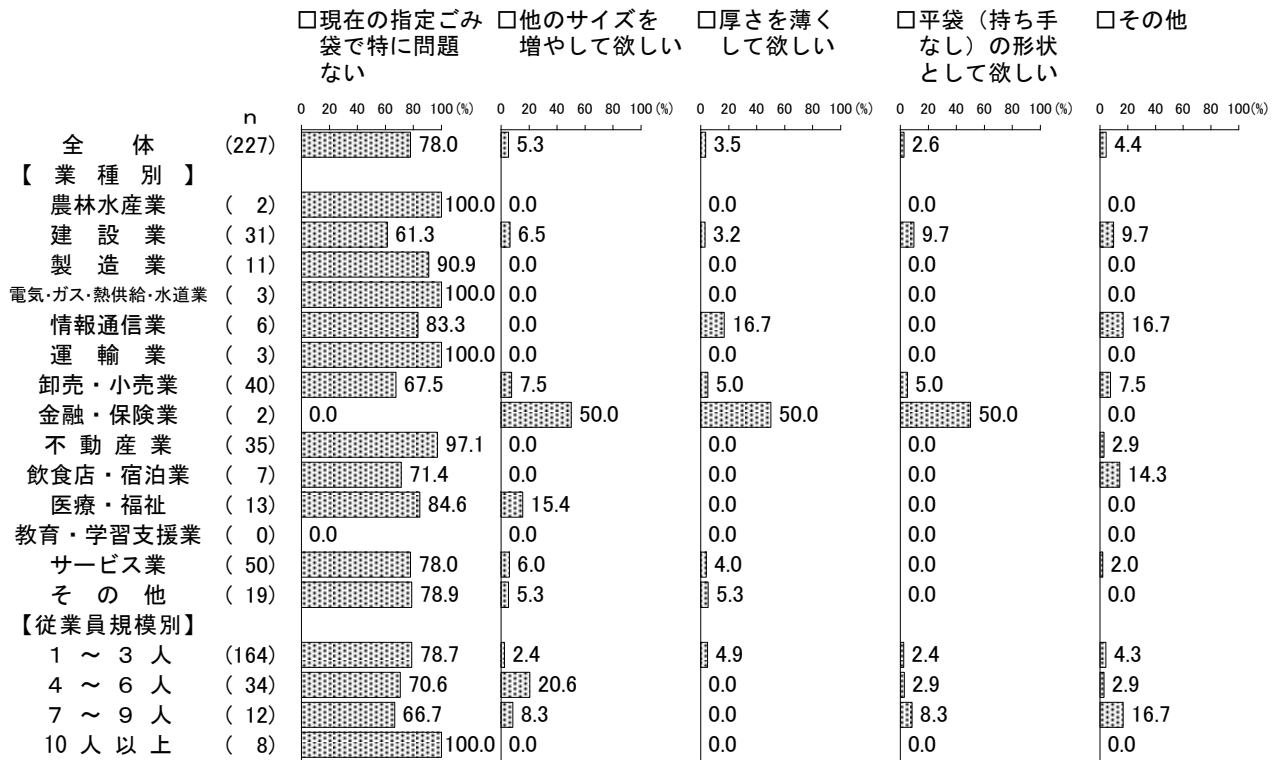 □現在の指定ごみ袋で特に問題ない
□他のサイズを増やして欲しい
□厚さを薄くして欲しい
□平袋（持ち手なし）の形状として欲しい
□その他
0 20 40 60 80 100(%) 0 20 40 60 80 100(%) 0 20 40 60 80 100(%) 0 20 40 60 80 100(%) 0 20 40 60 80 100(%)
n
全体 (227) 78.0 5.3 3.5 2.6 4.4
【業種別】
農林水産業 ( 2) 100.0 0.0 0.0 0.0 0.0
建設業 ( 31) 61.3 6.5 3.2 9.7 9.7
製造業 ( 11) 90.9 0.0 0.0 0.0 0.0
電気･ガス･熱供給･水道業 ( 3) 100.0 0.0 0.0 0.0 0.0
情報通信業 ( 6) 83.3 0.0 16.7 0.0 16.7
運輸業 ( 3) 100.0 0.0 0.0 0.0 0.0
卸売・小売業 ( 40) 67.5 7.5 5.0 5.0 7.5
金融・保険業 ( 2) 0.0 50.0 50.0 50.0 0.0
不動産業 ( 35) 97.1 0.0 0.0 0.0 2.9
飲食店・宿泊業 ( 7) 71.4 0.0 0.0 0.0 14.3
医療・福祉 ( 13) 84.6 15.4 0.0 0.0 0.0
教育・学習支援業 ( 0) 0.0 0.0 0.0 0.0 0.0
サービス業 ( 50) 78.0 6.0 4.0 0.0 2.0
その他 ( 19) 78.9 5.3 5.3 0.0 0.0
【従業員規模別】
１～３人 (164) 78.7 2.4 4.9 2.4 4.3
４～６人 ( 34) 70.6 20.6 0.0 2.9 2.9
７～９人 ( 12) 66.7 8.3 0.0 8.3 16.7
10人以上 ( 8) 100.0 0.0 0.0 0.0 0.0